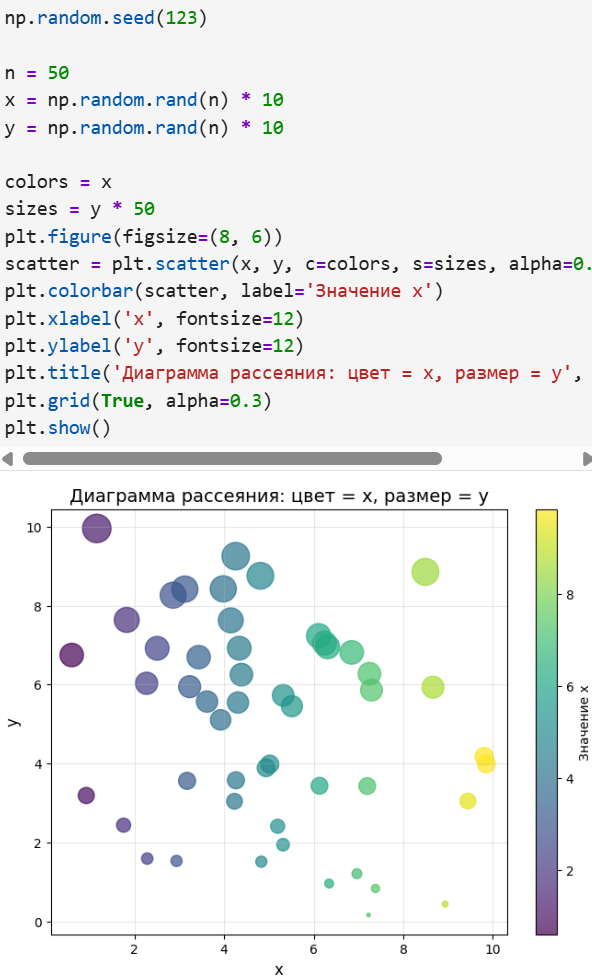 np.random.seed(123)
n = 50
x = np.random.rand(n) * 10
y = np.random.rand(n) * 10
colors = x
sizes = y * 50
plt.figure(figsize=(8, 6))
scatter = plt.scatter(x, y, c=colors, s=sizes, alpha=0.
plt.colorbar(scatter, label='Значение x')
plt.xlabel('x', fontsize=12)
plt.ylabel('y', fontsize=12)
plt.title('Диаграмма рассеяния: цвет = x, размер = y',
plt.grid(True, alpha=0.3)
plt.show()
Диаграмма рассеяния: цвет = x, размер = y
10
8
6
4
2
0
y
2 4 6 8 10
x
8
6
4
2
Значение x